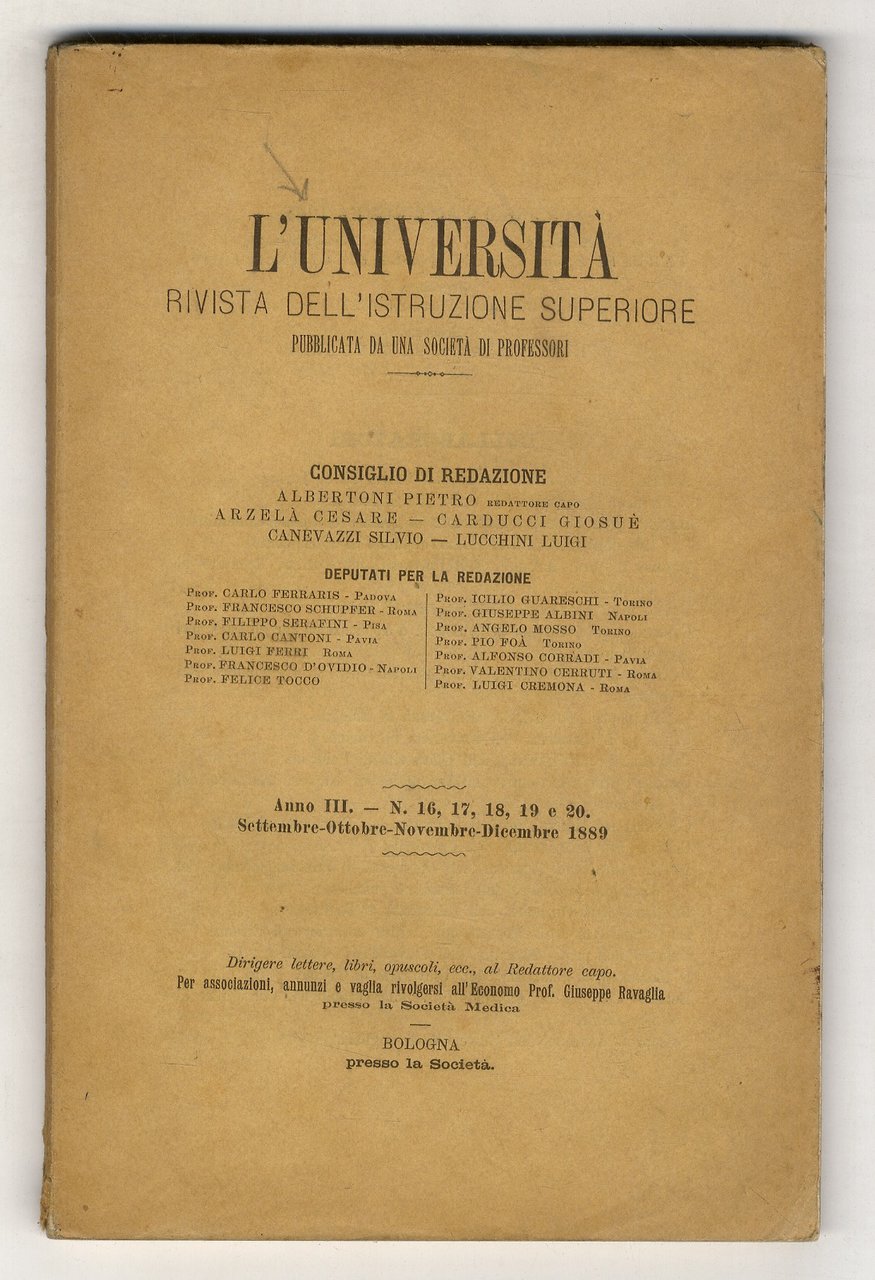 L'UNIVERSITÀ
RIVISTA DELL'ISTRUZIONE SUPERIORE
PUBBLICATA DA UNA SOCIETÀ DI PROFESSORI
CONSIGLIO DI REDAZIONE
ALBERTONI PIETRO REDATTORE CAPO
ARZELÀ CESARE — CARDUCCI GIOSUÈ
CANEVAZZI SILVIO — LUCCHINI LUIGI
DEPUTATI PER LA REDAZIONE
PROF. CARLO FERRARIS - PADOVA
PROF. FRANCESCO SCHUPFER - ROMA
PROF. FILIPPO SERAFINI - PISA
PROF. CARLO CANTONI - PAVIA
PROF. LUIGI FERRI ROMA
PROF. FRANCESCO D'OVIDIO - NAPOLI
PROF. FELICE TOCCO
PROF. ICILIO GUARESCHI - TORINO
PROF. GIUSEPPE ALBINI NAPOLI
PROF. ANGELO MOSSO TORINO
PROF. PIO FOÀ TORINO
PROF. ALFONSO CORRADI - PAVIA
PROF. VALENTINO CERRUTI - ROMA
PROF. LUIGI CREMONA - ROMA
Anno III. — N. 16, 17, 18, 19 e 20.
Settembre-Ottobre-Novembre-Dicembre 1889
Dirigere lettere, libri, opuscoli, ecc., al Redattore capo.
Per associazioni, annunzi e vaglia rivolgersi all'Economo Prof. Giuseppe Ravaglia
presso la Società Medica
BOLOGNA
presso la Società.